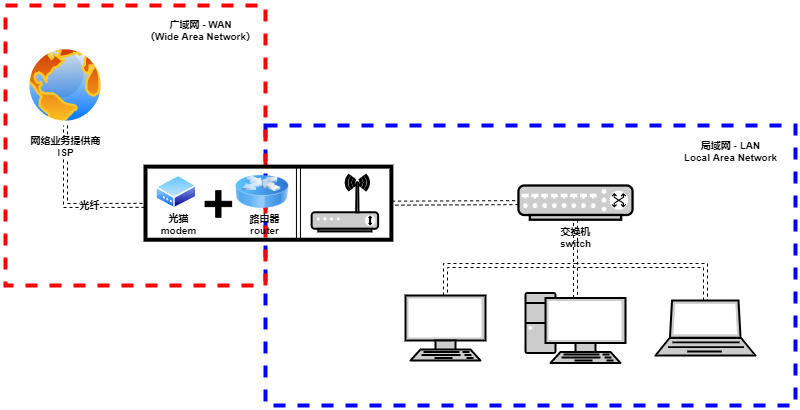 广域网 - WAN
（Wide Area Network）
网络业务提供商
ISP
光纤
光猫
modem
路由器
router
局域网 - LAN
Local Area Network
交换机
switch